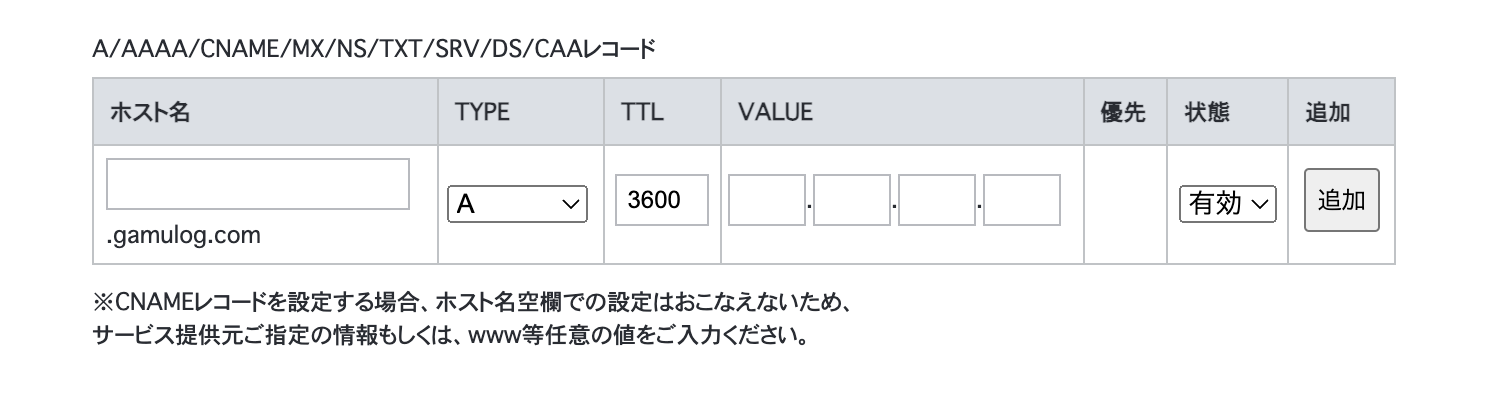 A/AAAA/CNAME/MX/NS/TXT/SRV/DS/CAAレコード
ホスト名 TYPE TTL VALUE 優先 状態 追加
A 3600 . . . 有効 追加
.gamulog.com
※CNAMEレコードを設定する場合、ホスト名空欄での設定はおこなえないため、
サービス提供元ご指定の情報もしくは、www等任意の値をご入力ください。